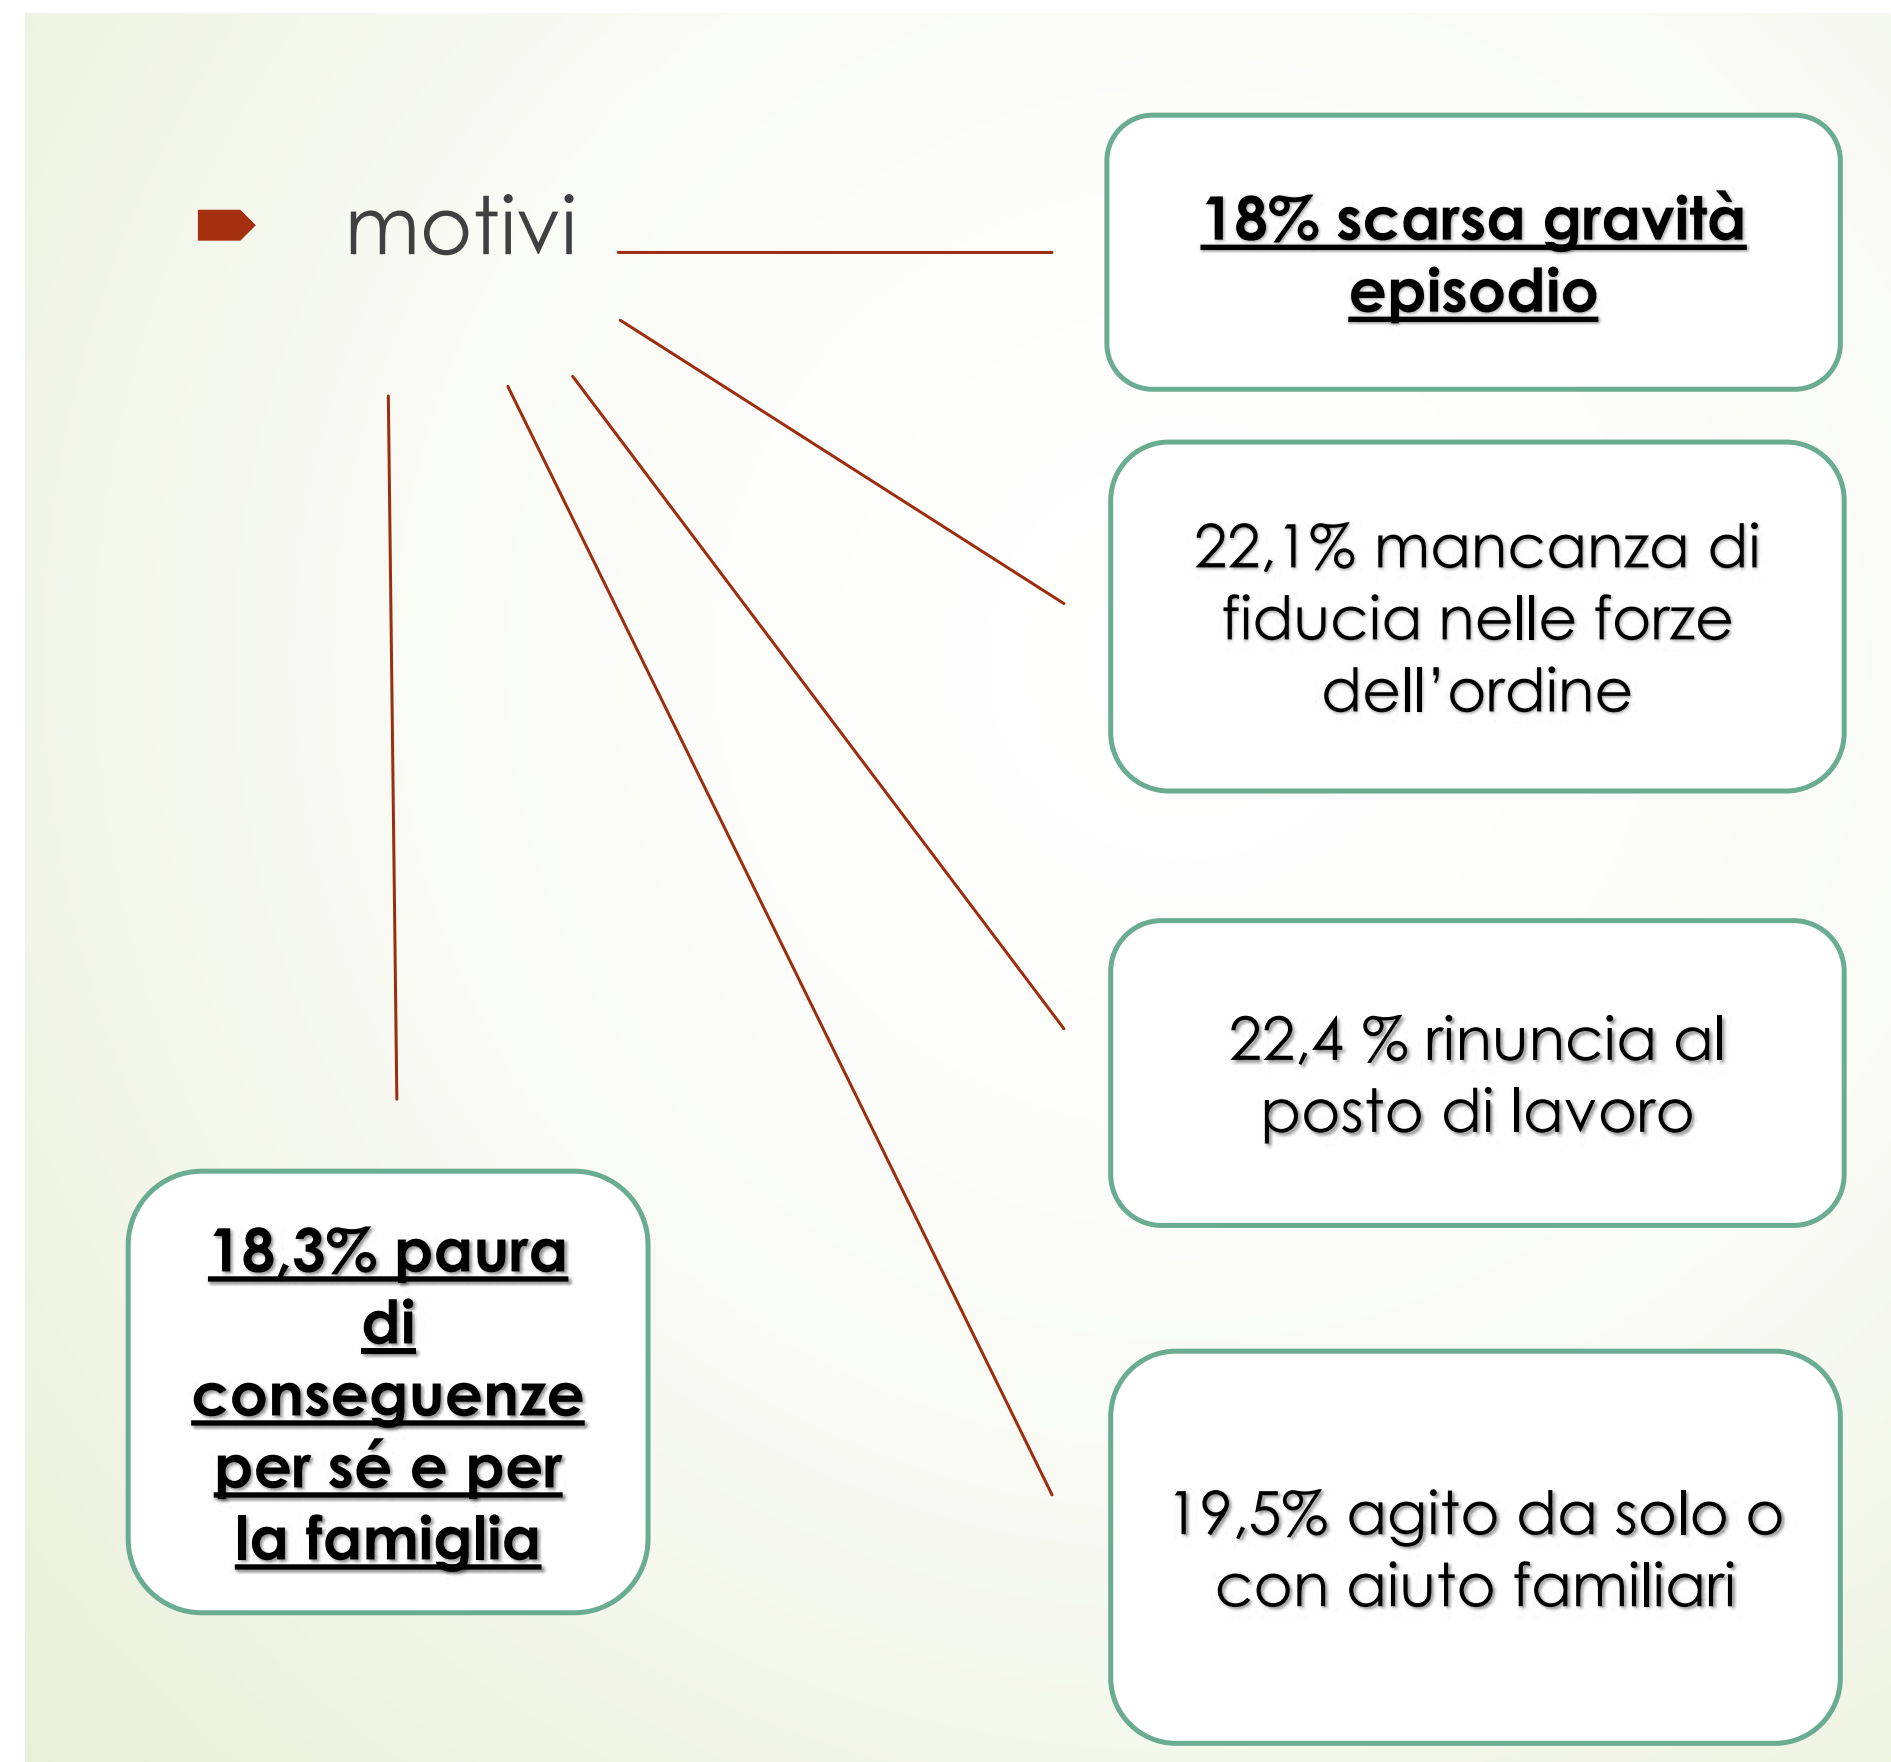 motivi
18% scarsa gravità
episodio
22,1% mancanza di
fiducia nelle forze
dell’ordine
22,4 % rinuncia al
posto di lavoro
19,5% agito da solo o
con aiuto familiari
18,3% paura
di
conseguenze
per sé e per
la famiglia